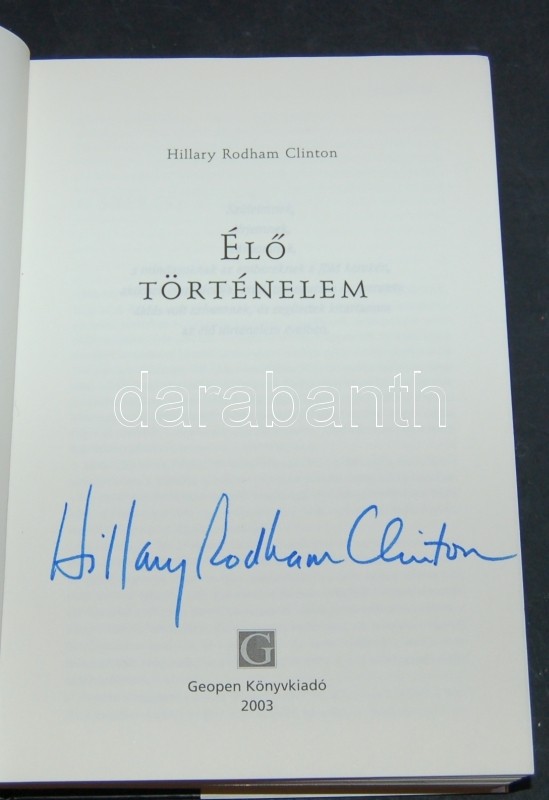 Hillary Rodham Clinton
ÉLŐ
TÖRTÉNELEM
darabanth
Hillary Rodham Clinton
G
Geopen Könyvkiadó
2003